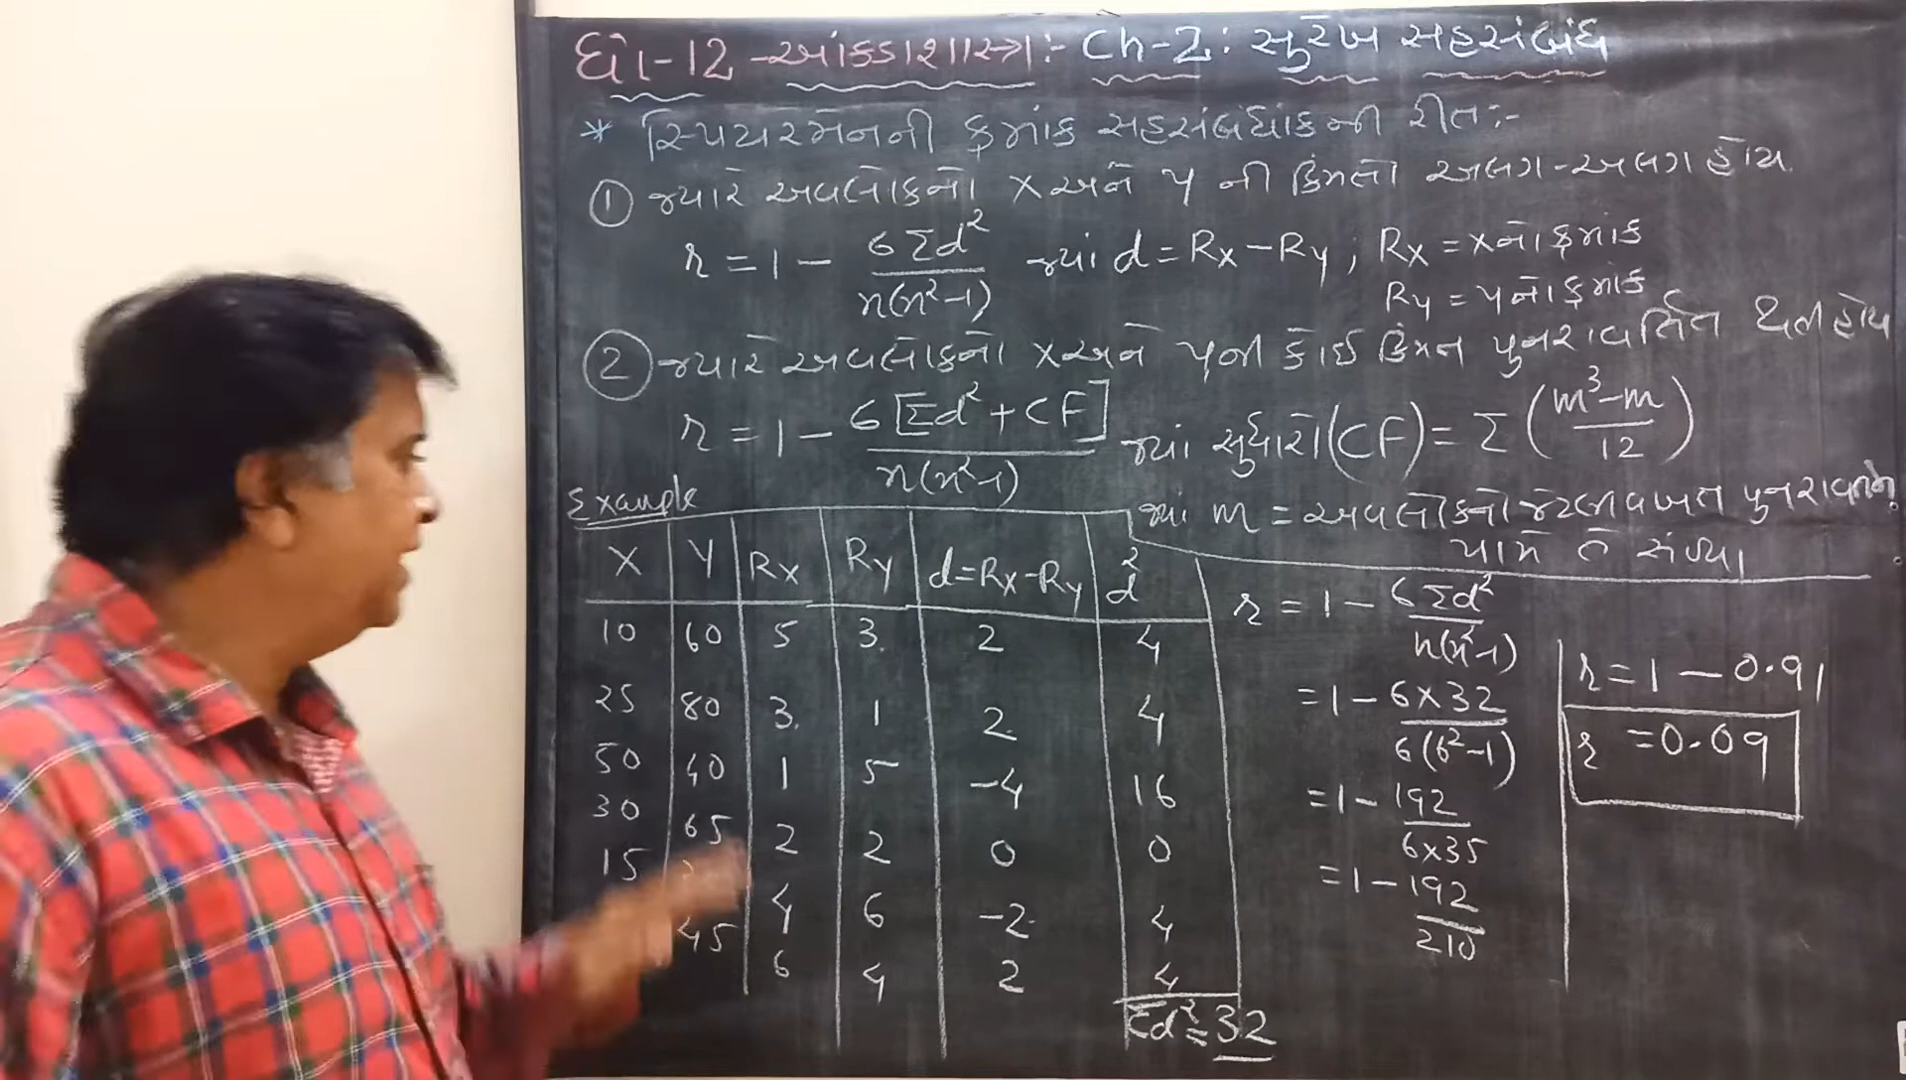 ધો-12 -આંકડાશાસ્ત્ર:- Ch-2: સુરેખ સહસંબંધ
* સ્પિયરમેનની ક્રમાંક સહસંબંધાંકની રીત:-
① જ્યારે અવલોકનો X અને Y ની કિંમતો અલગ-અલગ હોય.
r = 1 - 6Σd² / n(n²-1) જ્યાં d = Rx - Ry ; Rx = X નો ક્રમાંક
Ry = Y નો ક્રમાંક
② જ્યારે અવલોકનો X અને Y ની કોઈ કિંમત પુનરાવર્તિત થતી હોય
r = 1 - 6[Σd² + CF] / n(n²-1) જ્યાં સુધારો (CF) = Σ (m³-m / 12)
Example
જ્યાં m = અવલોકનો જેટલી વખત પુનરાવર્તન
પામે તે સંખ્યા
X Y Rx Ry d=Rx-Ry d²
10 60 5 3. 2 4
25 80 3. 1 2. 4
50 40 1 5 -4 16
30 65 2 2 0 0
15 4 6 -2. 4
45 6 4 2 4
Σd² = 32
r = 1 - 6Σd² / n(n²-1)
= 1 - 6×32 / 6(6²-1)
= 1 - 192 / 6×35
= 1 - 192 / 210
r = 1 - 0.91
r = 0.09